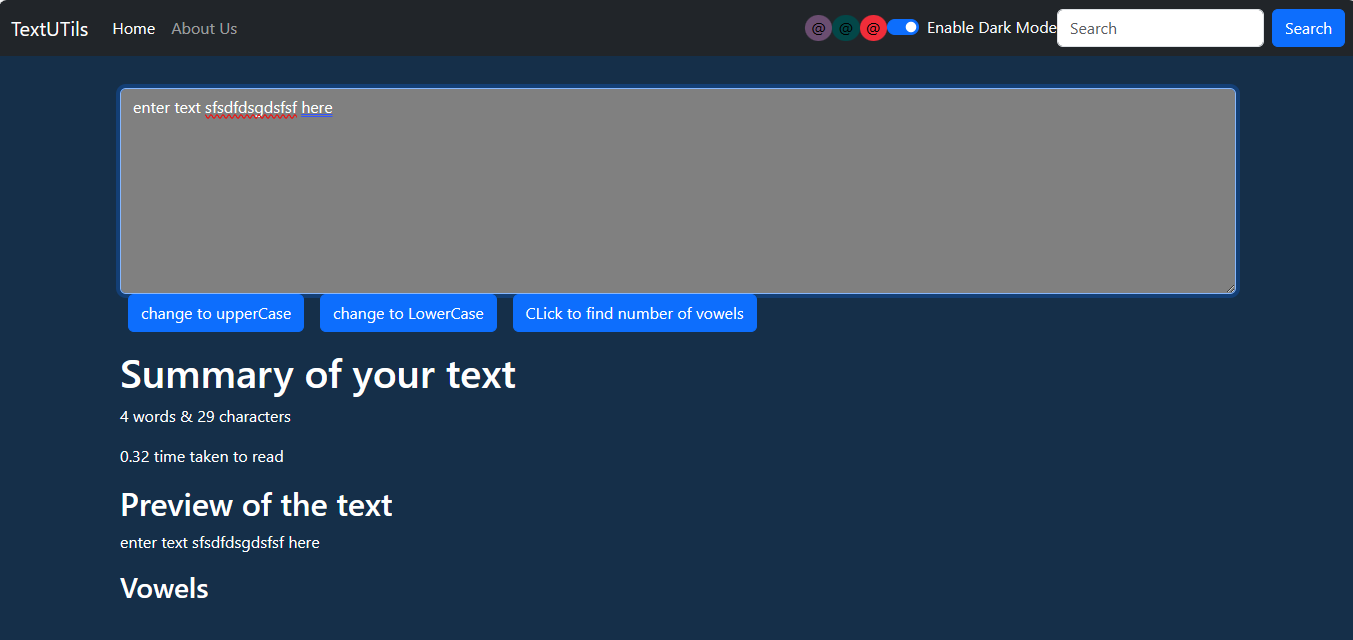 TextUTils Home About Us @ @ @ Enable Dark Mode Search Search
enter text sfsdfdsgdsfsf here
change to upperCase change to LowerCase CLick to find number of vowels
Summary of your text
4 words & 29 characters
0.32 time taken to read
Preview of the text
enter text sfsdfdsgdsfsf here
Vowels